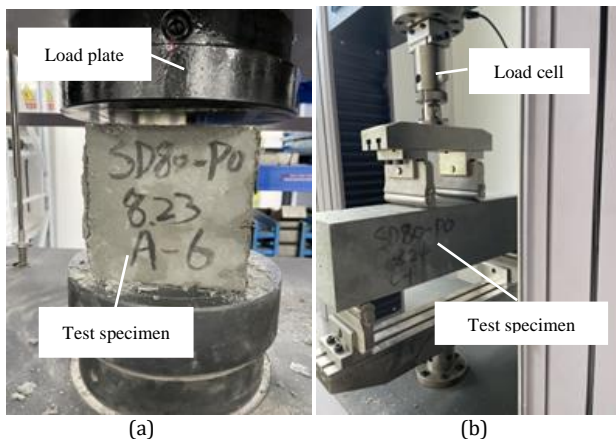 Load plate
SD80-P0
8.23
A-6
Test specimen
(a)
Load cell
SD80-P0
Test specimen
(b)